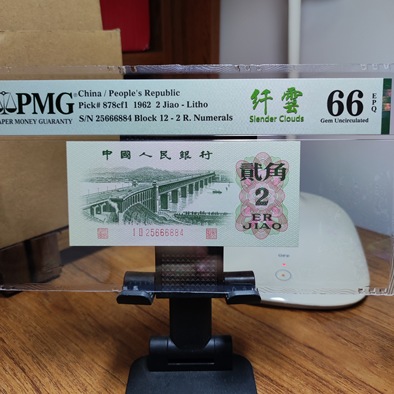 PMG
PAPER MONEY GUARANTY
China / People's Republic
Pick# 878cf1 1962 2 Jiao - Litho
S/N 25666884 Block 12 - 2 R. Numerals
纤雲
Slender Clouds
66 EPQ
Gem Uncirculated
中國人民銀行
貳角
2
ER
JIAO
I II 25666884